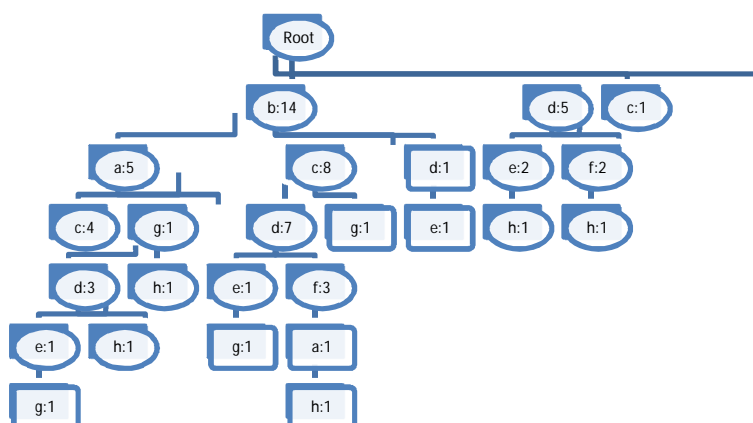 Root
b:14 d:5 c:1
a:5 c:8 d:1 e:2 f:2
c:4 g:1 d:7 g:1 e:1 h:1 h:1
d:3 h:1 e:1 f:3
e:1 h:1 g:1 a:1
g:1 h:1